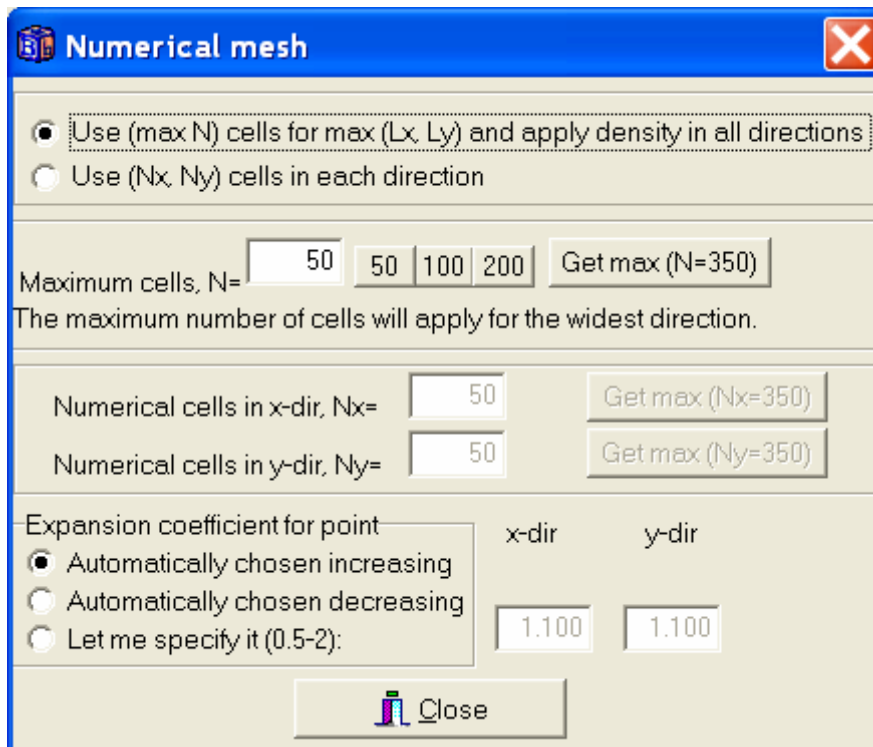 Numerical mesh
Use (max N) cells for max (Lx, Ly) and apply density in all directions
Use (Nx, Ny) cells in each direction
Maximum cells, N= 50 50 100 200 Get max (N=350)
The maximum number of cells will apply for the widest direction.
Numerical cells in x-dir, Nx= 50 Get max (Nx=350)
Numerical cells in y-dir, Ny= 50 Get max (Ny=350)
Expansion coefficient for point x-dir y-dir
Automatically chosen increasing
Automatically chosen decreasing
Let me specify it (0.5-2): 1.100 1.100
Close